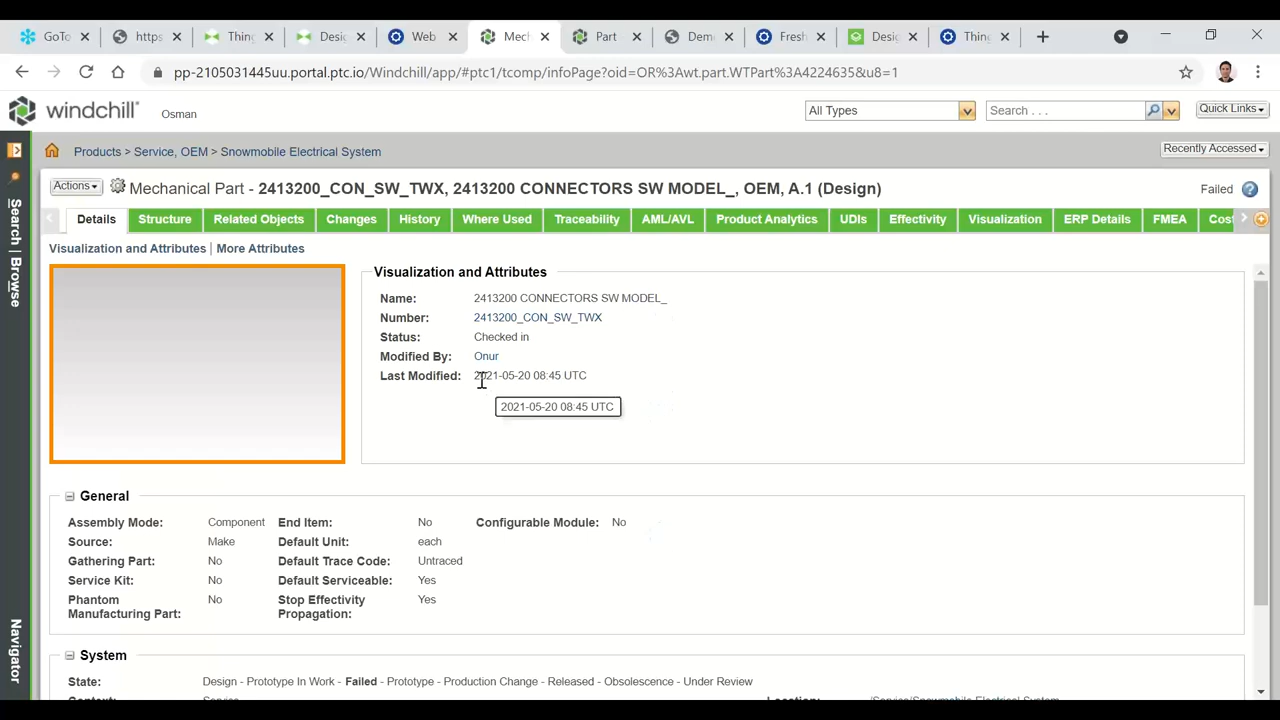 GoTo
https
Thing
Desig
Web
Mech
Part
Dem
Fresh
Desig
Thing
pp-2105031445uu.portal.ptc.io/Windchill/app/#ptc1/tcomp/infoPage?oid=OR%3Awt.part.WTPart%3A4224635&u8=1
windchill
Osman
All Types
Search . . .
Quick Links
Products > Service, OEM > Snowmobile Electrical System
Recently Accessed
Actions
Mechanical Part - 2413200_CON_SW_TWX, 2413200 CONNECTORS SW MODEL_, OEM, A.1 (Design)
Failed
Details
Structure
Related Objects
Changes
History
Where Used
Traceability
AML/AVL
Product Analytics
UDIs
Effectivity
Visualization
ERP Details
FMEA
Cost
Search | Browse
Navigator
Visualization and Attributes | More Attributes
Visualization and Attributes
Name: 2413200 CONNECTORS SW MODEL_
Number: 2413200_CON_SW_TWX
Status: Checked in
Modified By: Onur
Last Modified: 2021-05-20 08:45 UTC
2021-05-20 08:45 UTC
General
Assembly Mode: Component End Item: No Configurable Module: No
Source: Make Default Unit: each
Gathering Part: No Default Trace Code: Untraced
Service Kit: No Default Serviceable: Yes
Phantom Manufacturing Part: No Stop Effectivity Propagation: Yes
System
State: Design - Prototype In Work - Failed - Prototype - Production Change - Released - Obsolescence - Under Review
Context: Service Location: /Service/Snowmobile Electrical System